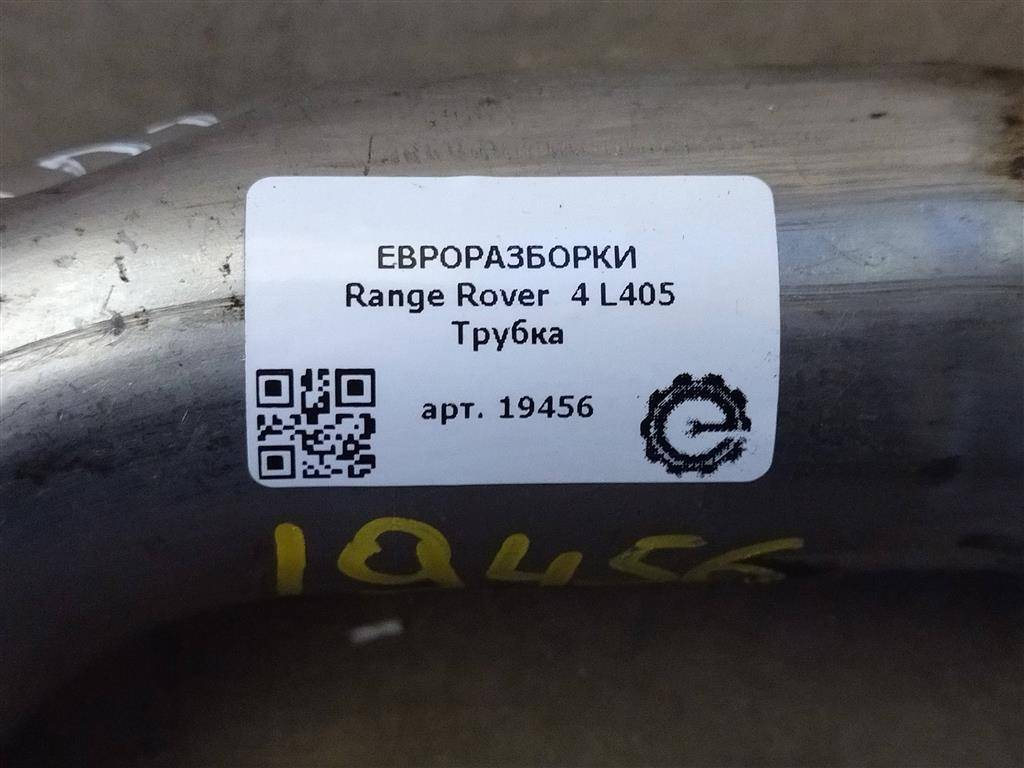 ЕВРОРАЗБОРКИ
Range Rover 4 L405
Трубка
арт. 19456
19456